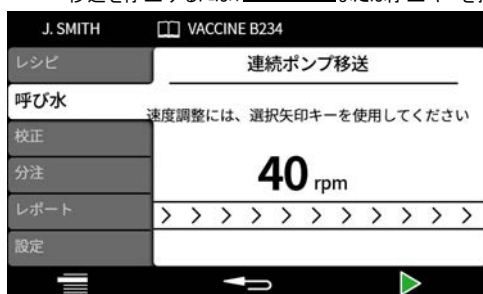 J. SMITH
VACCINE B234
レシピ
連続ポンプ移送
呼び水
速度調整には、選択矢印キーを使用してください
校正
分注
40 rpm
レポート
設定